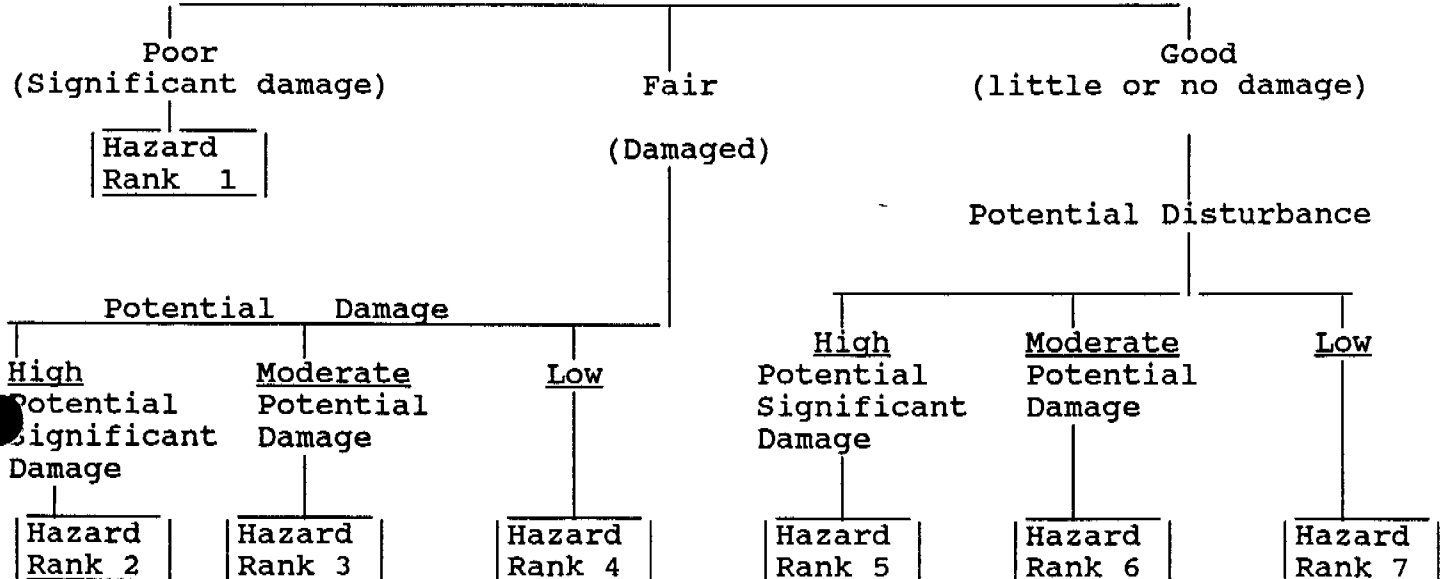 Poor
(Significant damage)
Hazard
Rank 1
Fair
(Damaged)
Good
(little or no damage)
Potential Disturbance
Potential Damage
High
Potential
Significant
Damage
Hazard
Rank 2
Moderate
Potential
Damage
Hazard
Rank 3
Low
Hazard
Rank 4
High
Potential
Significant
Damage
Hazard
Rank 5
Moderate
Potential
Damage
Hazard
Rank 6
Low
Hazard
Rank 7